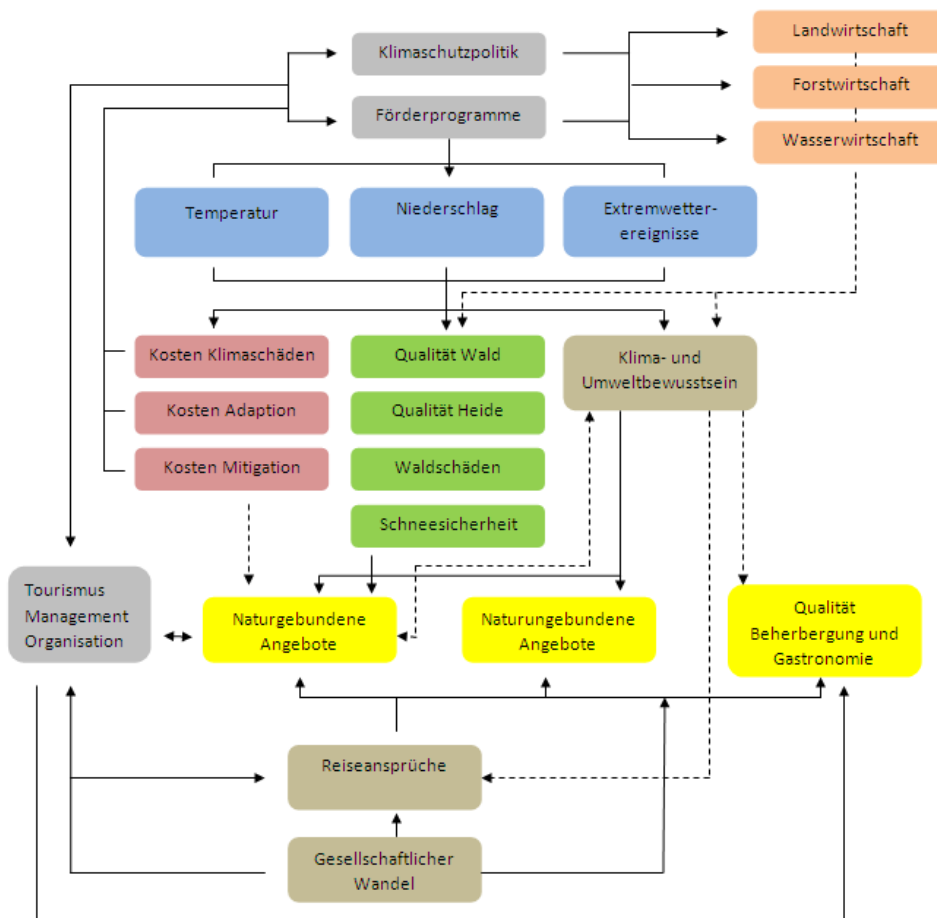 Klimaschutzpolitik
Landwirtschaft
Förderprogramme
Forstwirtschaft
Wasserwirtschaft
Temperatur
Niederschlag
Extremwetter-
ereignisse
Kosten Klimaschäden
Qualität Wald
Klima- und
Umweltbewusstsein
Kosten Adaption
Qualität Heide
Kosten Mitigation
Waldschäden
Schneesicherheit
Tourismus
Management
Organisation
Naturgebundene
Angebote
Naturungebundene
Angebote
Qualität
Beherbergung und
Gastronomie
Reiseansprüche
Gesellschaftlicher
Wandel